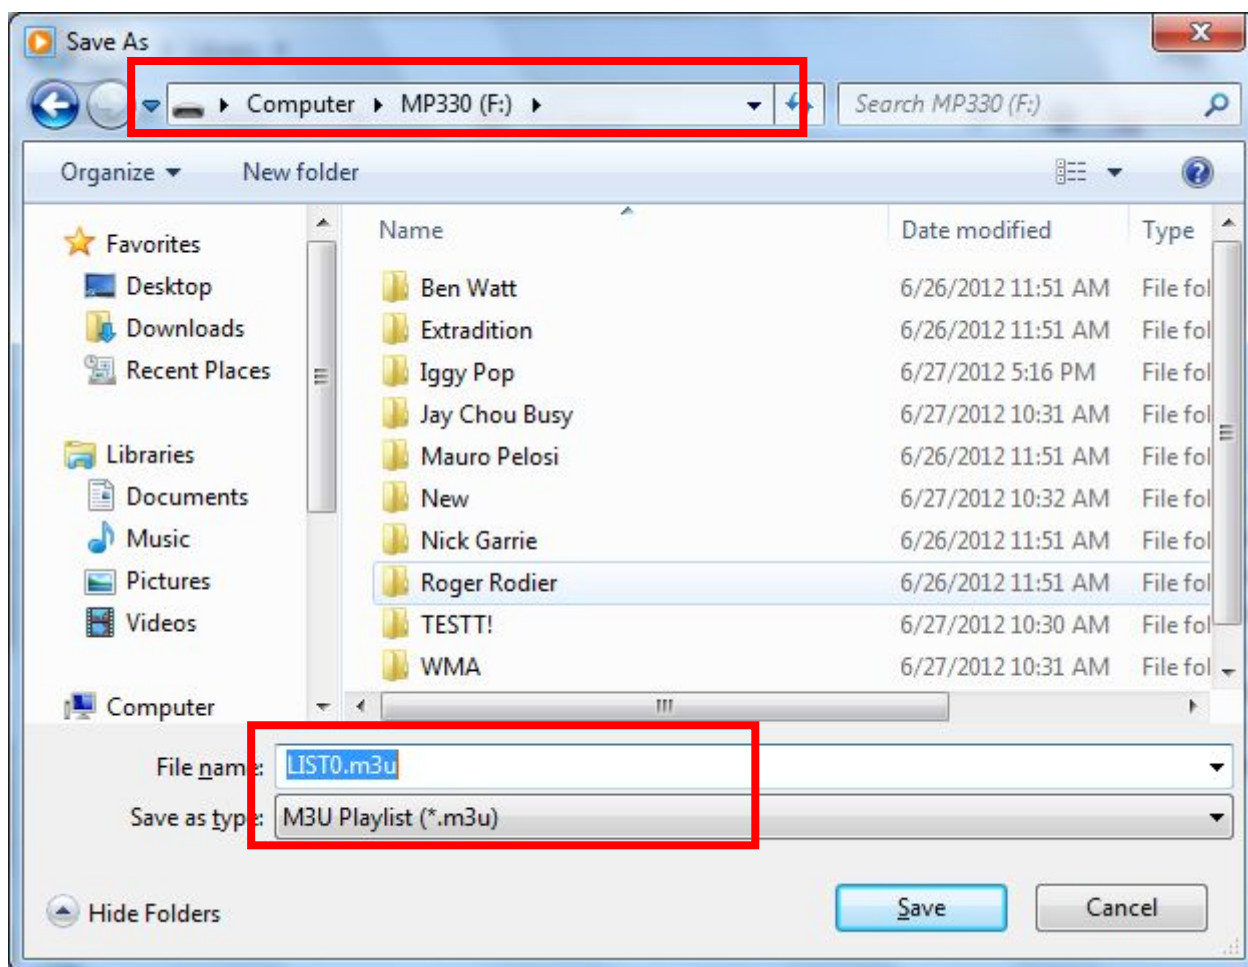 Save As
Computer MP330 (F:)
Search MP330 (F:)
Organize New folder
Name Date modified Type
Favorites
Desktop
Downloads
Recent Places
Libraries
Documents
Music
Pictures
Videos
Computer
Ben Watt 6/26/2012 11:51 AM File fol
Extradition 6/26/2012 11:51 AM File fol
Iggy Pop 6/27/2012 5:16 PM File fol
Jay Chou Busy 6/27/2012 10:31 AM File fol
Mauro Pelosi 6/26/2012 11:51 AM File fol
New 6/27/2012 10:32 AM File fol
Nick Garrie 6/26/2012 11:51 AM File fol
Roger Rodier 6/26/2012 11:51 AM File fol
TESTT! 6/27/2012 10:30 AM File fol
WMA 6/27/2012 10:31 AM File fol
File name: LIST0.m3u
Save as type: M3U Playlist (*.m3u)
Hide Folders
Save Cancel